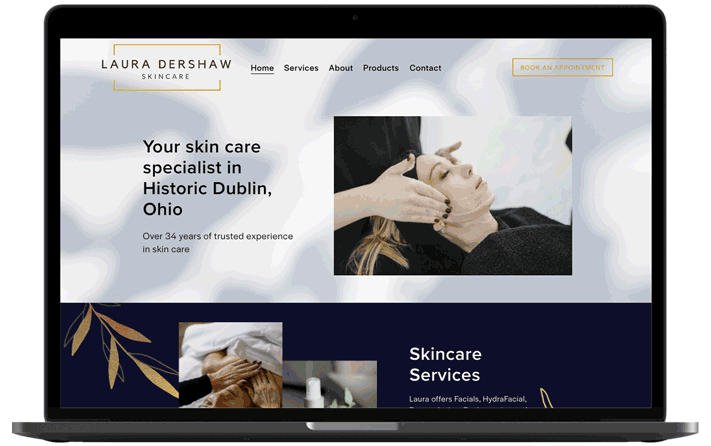 LAURA DERSHAW
SKINCARE
Home Services About Products Contact
BOOK AN APPOINTMENT
Your skin care
specialist in
Historic Dublin,
Ohio
Over 34 years of trusted experience
in skin care
Skincare
Services
Laura offers Facials, HydraFacial,